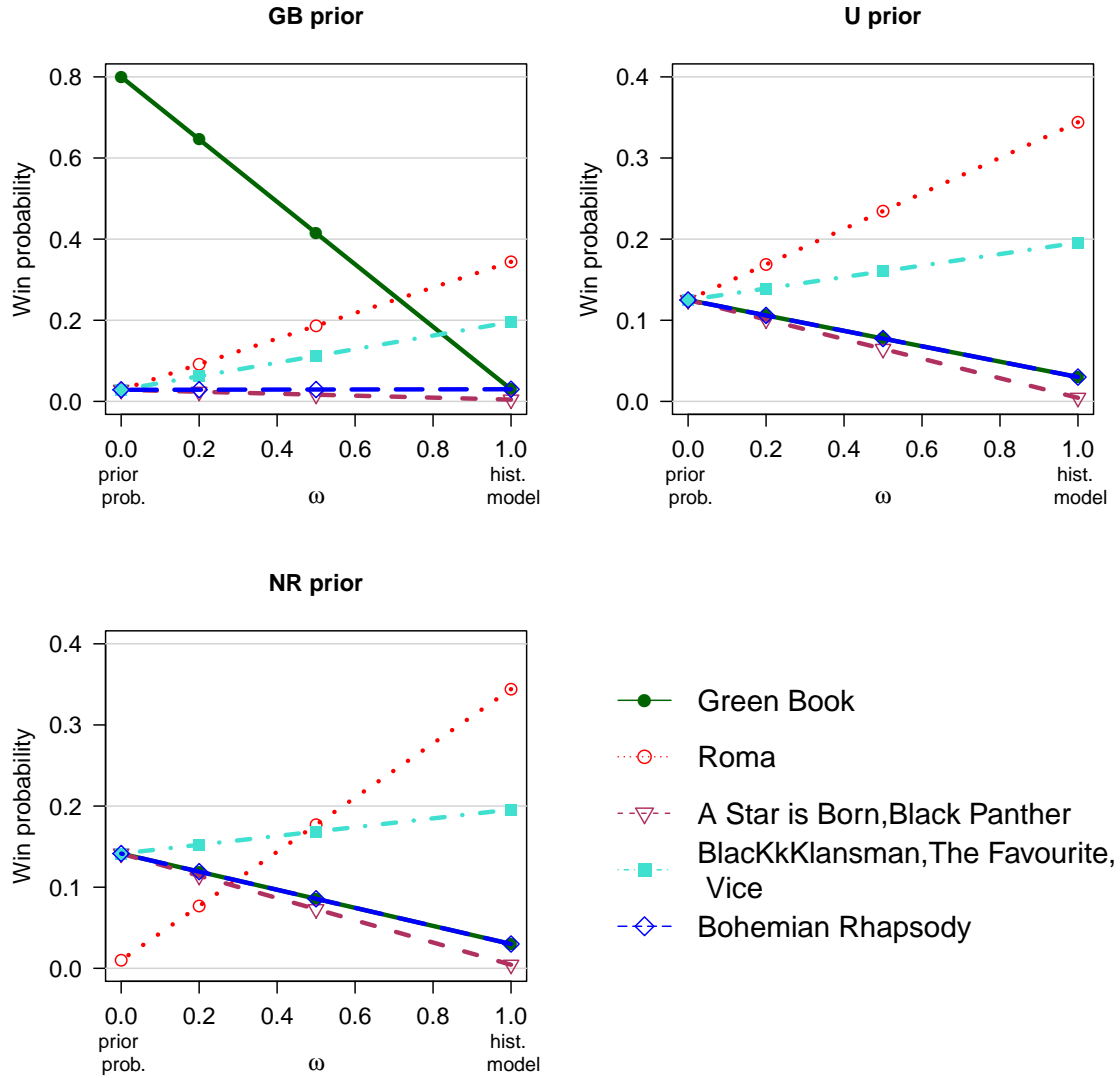 GB prior
Win probability
0.8
0.6
0.4
0.2
0.0
0.0 0.2 0.4 0.6 0.8 1.0
prior prob.
ω
hist. model
U prior
Win probability
0.4
0.3
0.2
0.1
0.0
0.0 0.2 0.4 0.6 0.8 1.0
prior prob.
ω
hist. model
NR prior
Win probability
0.4
0.3
0.2
0.1
0.0
0.0 0.2 0.4 0.6 0.8 1.0
prior prob.
ω
hist. model
Green Book
Roma
A Star is Born,Black Panther
BlacKkKlansman,The Favourite,
Vice
Bohemian Rhapsody